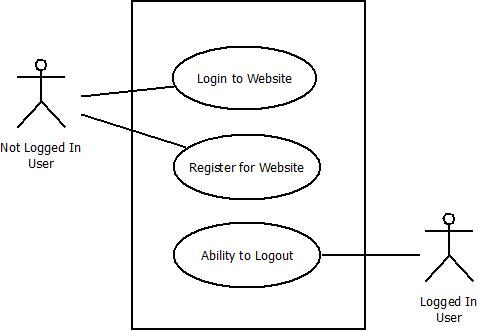 Login to Website
Not Logged In
User
Register for Website
Ability to Logout
Logged In
User